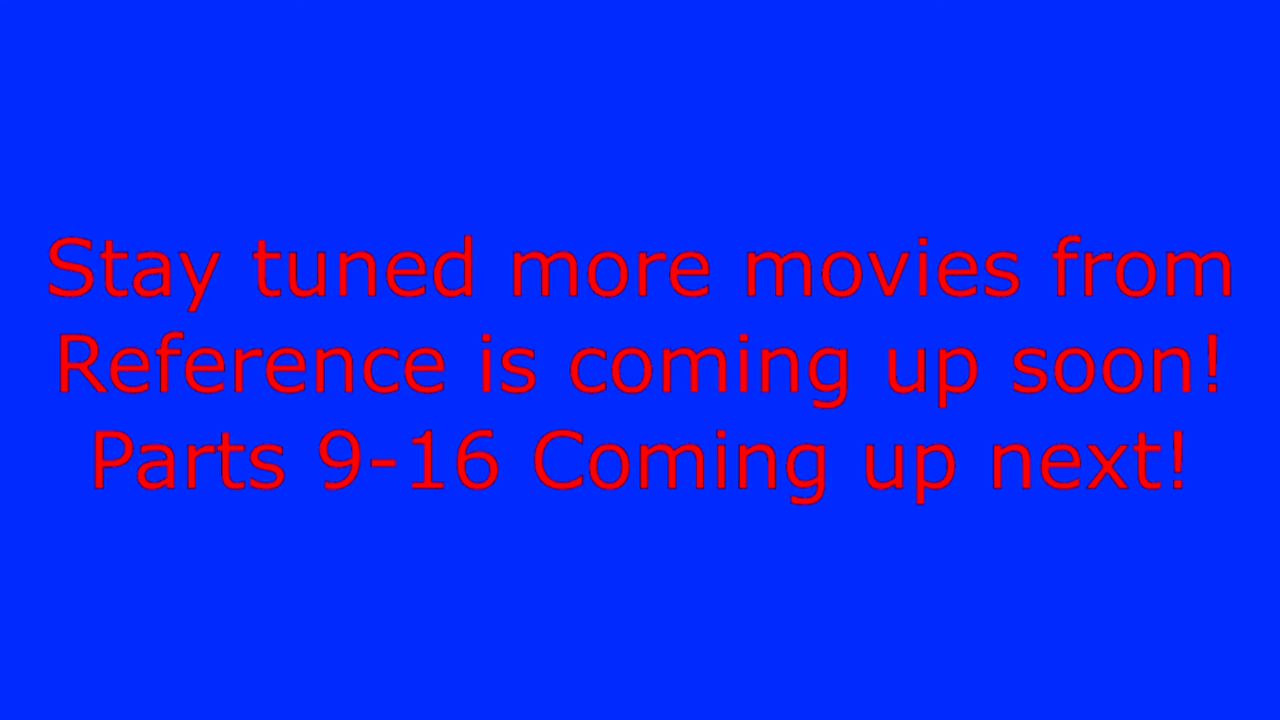 Stay tuned more movies from
Reference is coming up soon!
Parts 9-16 Coming up next!